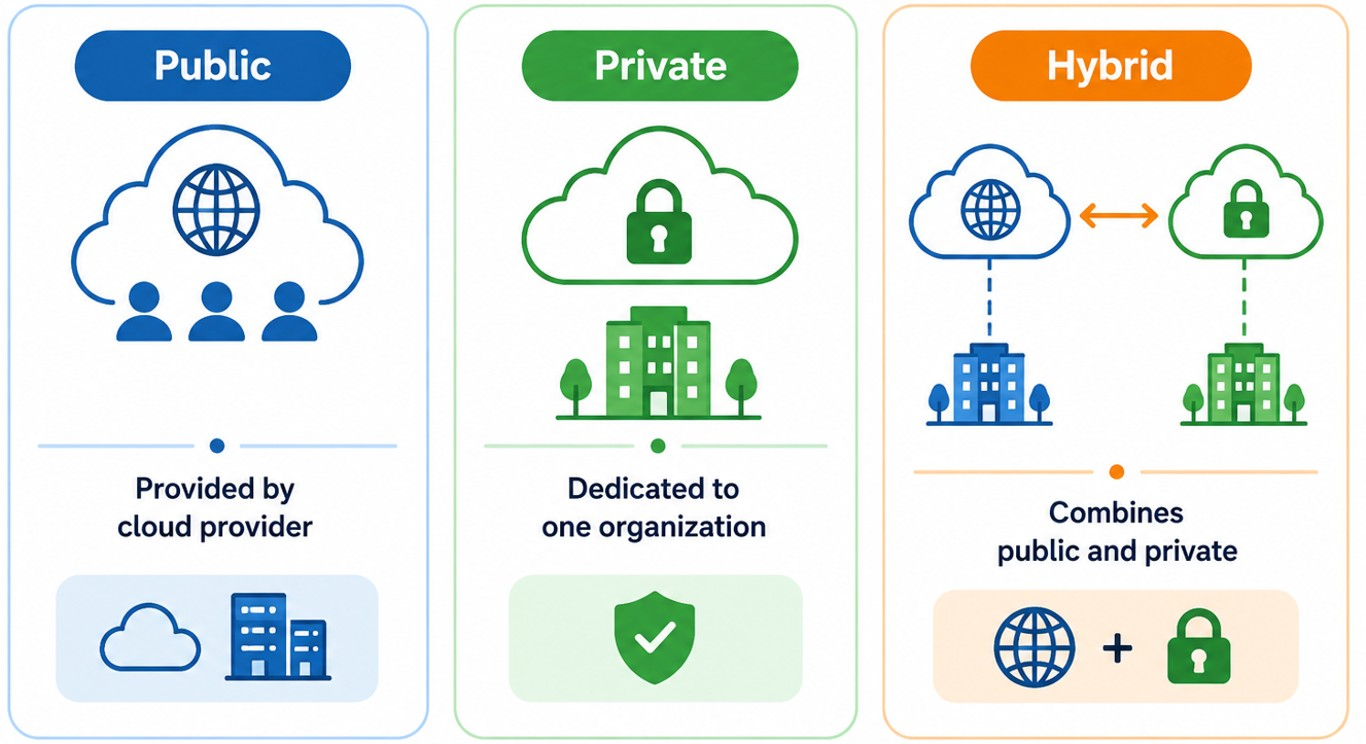 Public
Provided by
cloud provider
Private
Dedicated to
one organization
Hybrid
Combines
public and private
+